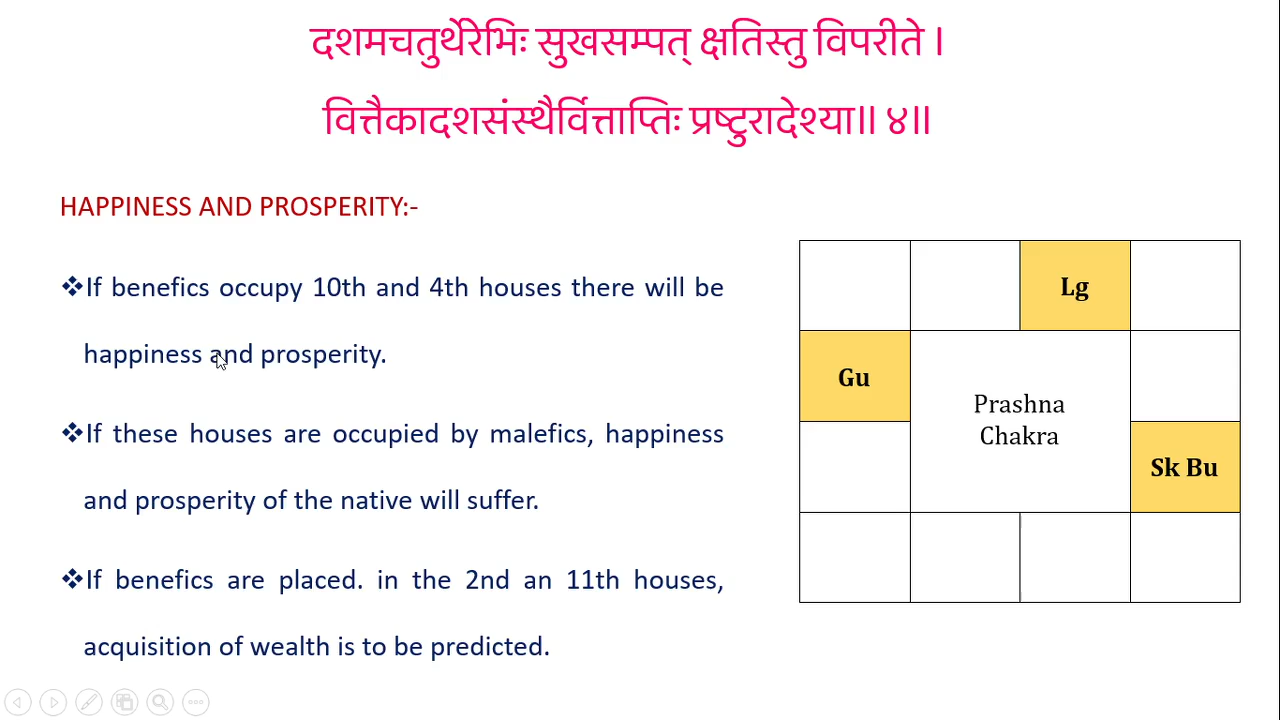 दशमचतुर्थेरेभिः सुखसम्पत् क्षतिस्तु विपरीते ।
वित्तैकादशसंस्थैर्वित्ताप्तिः प्रष्टुरादेश्या॥ ४॥
HAPPINESS AND PROSPERITY:-
❖If benefics occupy 10th and 4th houses there will be
happiness and prosperity.
❖If these houses are occupied by malefics, happiness
and prosperity of the native will suffer.
❖If benefics are placed. in the 2nd an 11th houses,
acquisition of wealth is to be predicted.
Lg
Gu
Prashna
Chakra
Sk Bu